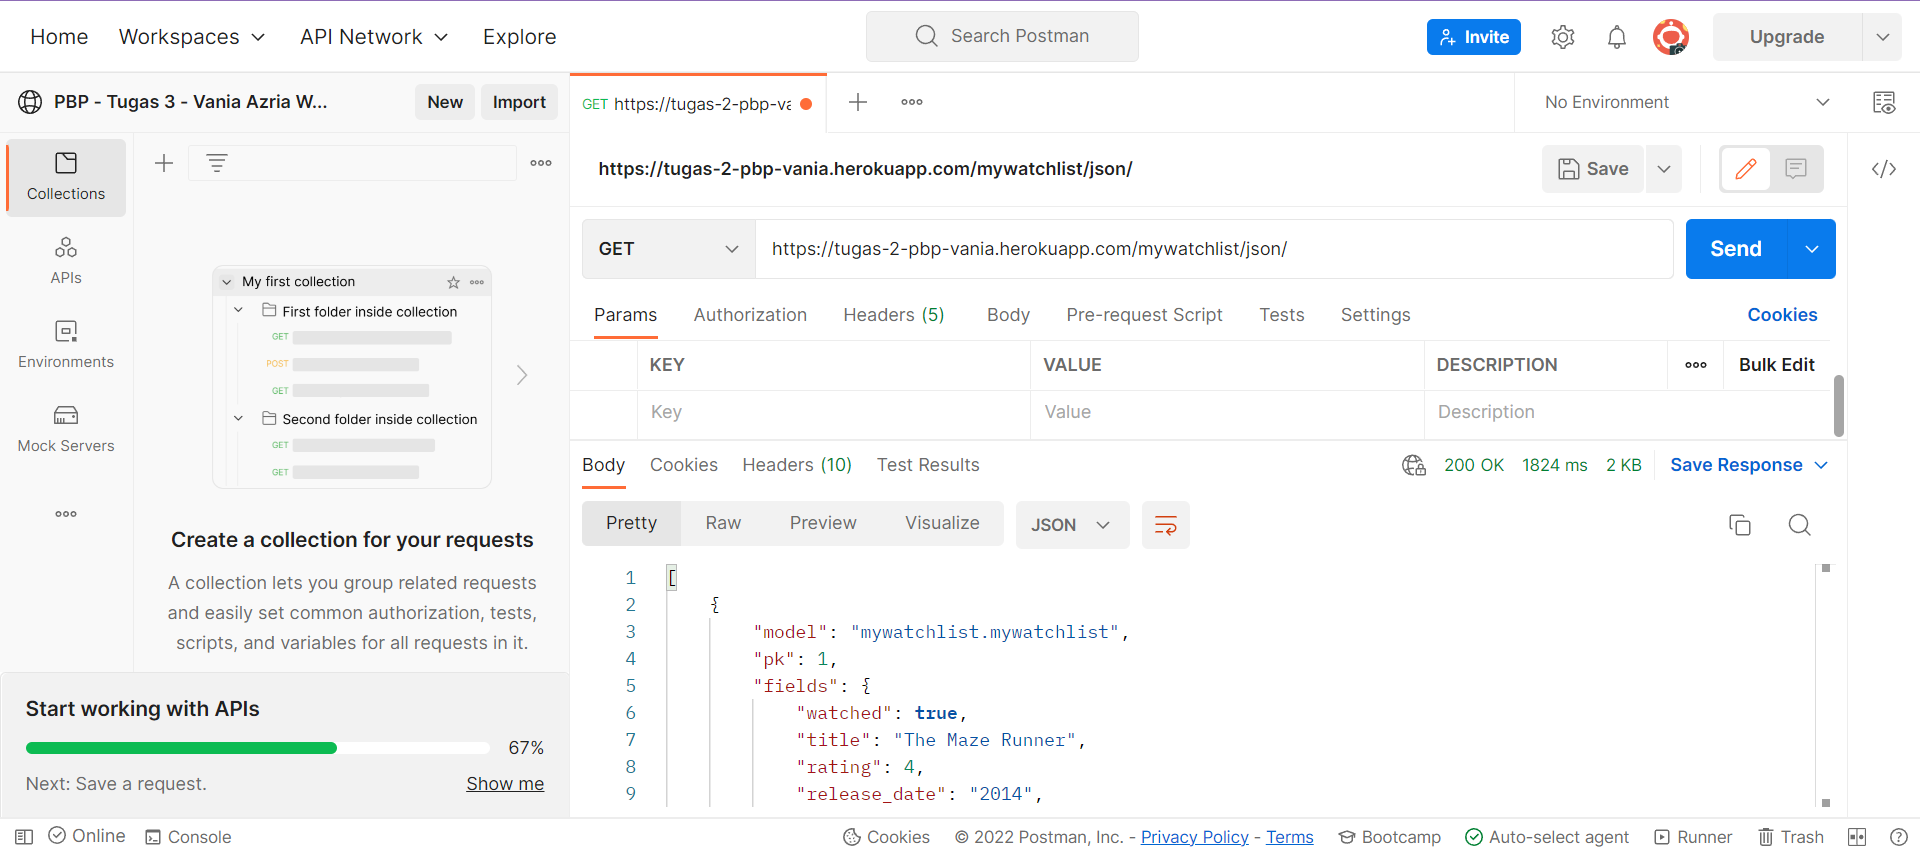 Home Workspaces API Network Explore Search Postman Invite Upgrade
PBP - Tugas 3 - Vania Azria W... New Import
GET https://tugas-2-pbp-va
No Environment
Collections
APIs
Environments
Mock Servers
My first collection
First folder inside collection
GET
POST
GET
Second folder inside collection
GET
GET
Create a collection for your requests
A collection lets you group related requests
and easily set common authorization, tests,
scripts, and variables for all requests in it.
Start working with APIs
67%
Next: Save a request. Show me
https://tugas-2-pbp-vania.herokuapp.com/mywatchlist/json/ Save
GET https://tugas-2-pbp-vania.herokuapp.com/mywatchlist/json/ Send
Params Authorization Headers (5) Body Pre-request Script Tests Settings Cookies
KEY VALUE DESCRIPTION Bulk Edit
Key Value Description
Body Cookies Headers (10) Test Results 200 OK 1824 ms 2 KB Save Response
Pretty Raw Preview Visualize JSON
1 [
2 {
3 "model": "mywatchlist.mywatchlist",
4 "pk": 1,
5 "fields": {
6 "watched": true,
7 "title": "The Maze Runner",
8 "rating": 4,
9 "release_date": "2014",
Online Console Cookies © 2022 Postman, Inc. - Privacy Policy - Terms Bootcamp Auto-select agent Runner Trash